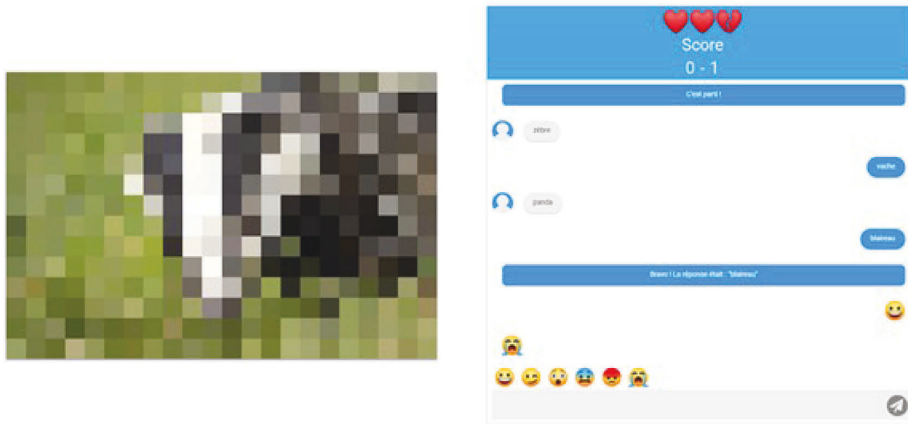 Score
0 - 1
C'est parti !
zèbre
vache
panda
blaireau
Bravo ! La réponse était : "blaireau"